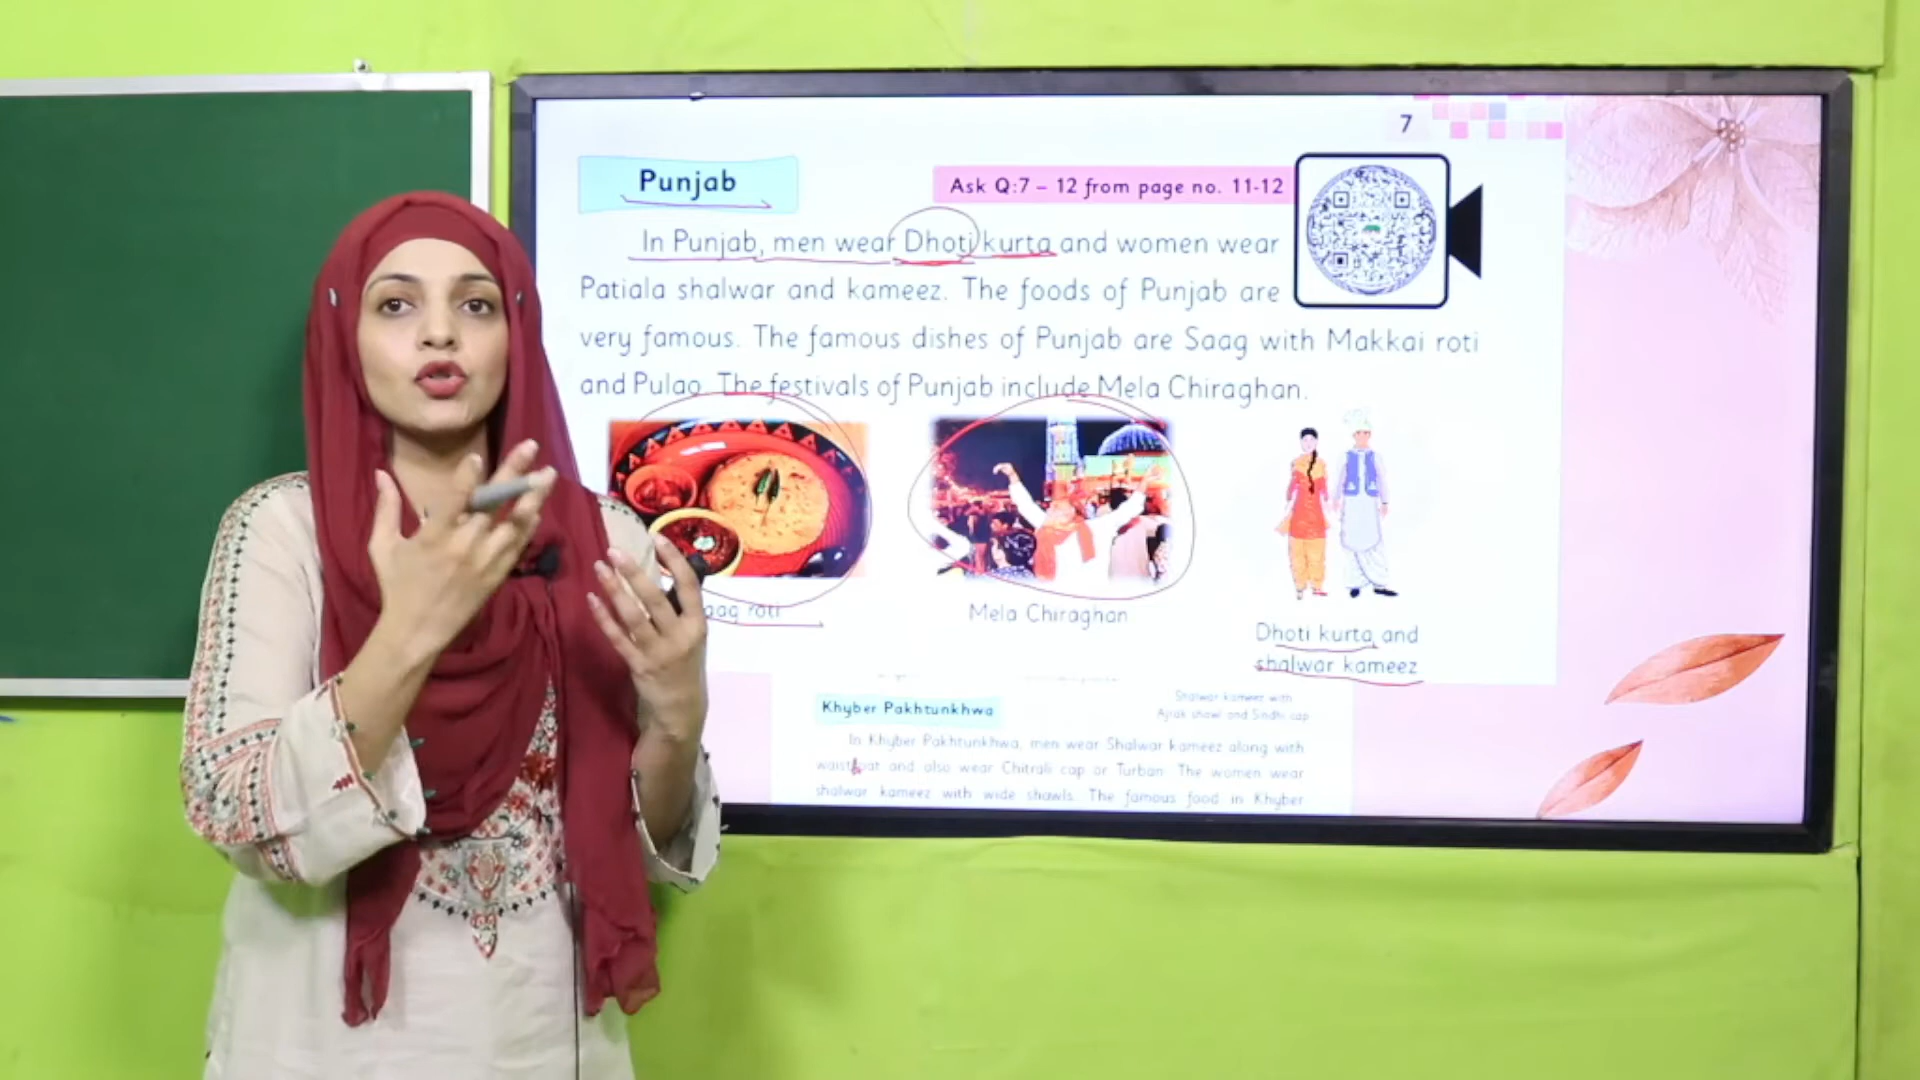 7
Punjab
Ask Q:7 – 12 from page no. 11-12
In Punjab, men wear Dhoti kurta and women wear
Patiala shalwar and kameez. The foods of Punjab are
very famous. The famous dishes of Punjab are Saag with Makkai roti
and Pulao. The festivals of Punjab include Mela Chiraghan.
roti
Mela Chiraghan
Dhoti kurta and
shalwar kameez
Shalwar kameez with
Ajrak shawl and Sindhi cap
Khyber Pakhtunkhwa
In Khyber Pakhtunkhwa, men wear Shalwar kameez along with
and also wear Chitrali cap or Turban. The women wear
shalwar kameez with wide shawls. The famous food in Khyber